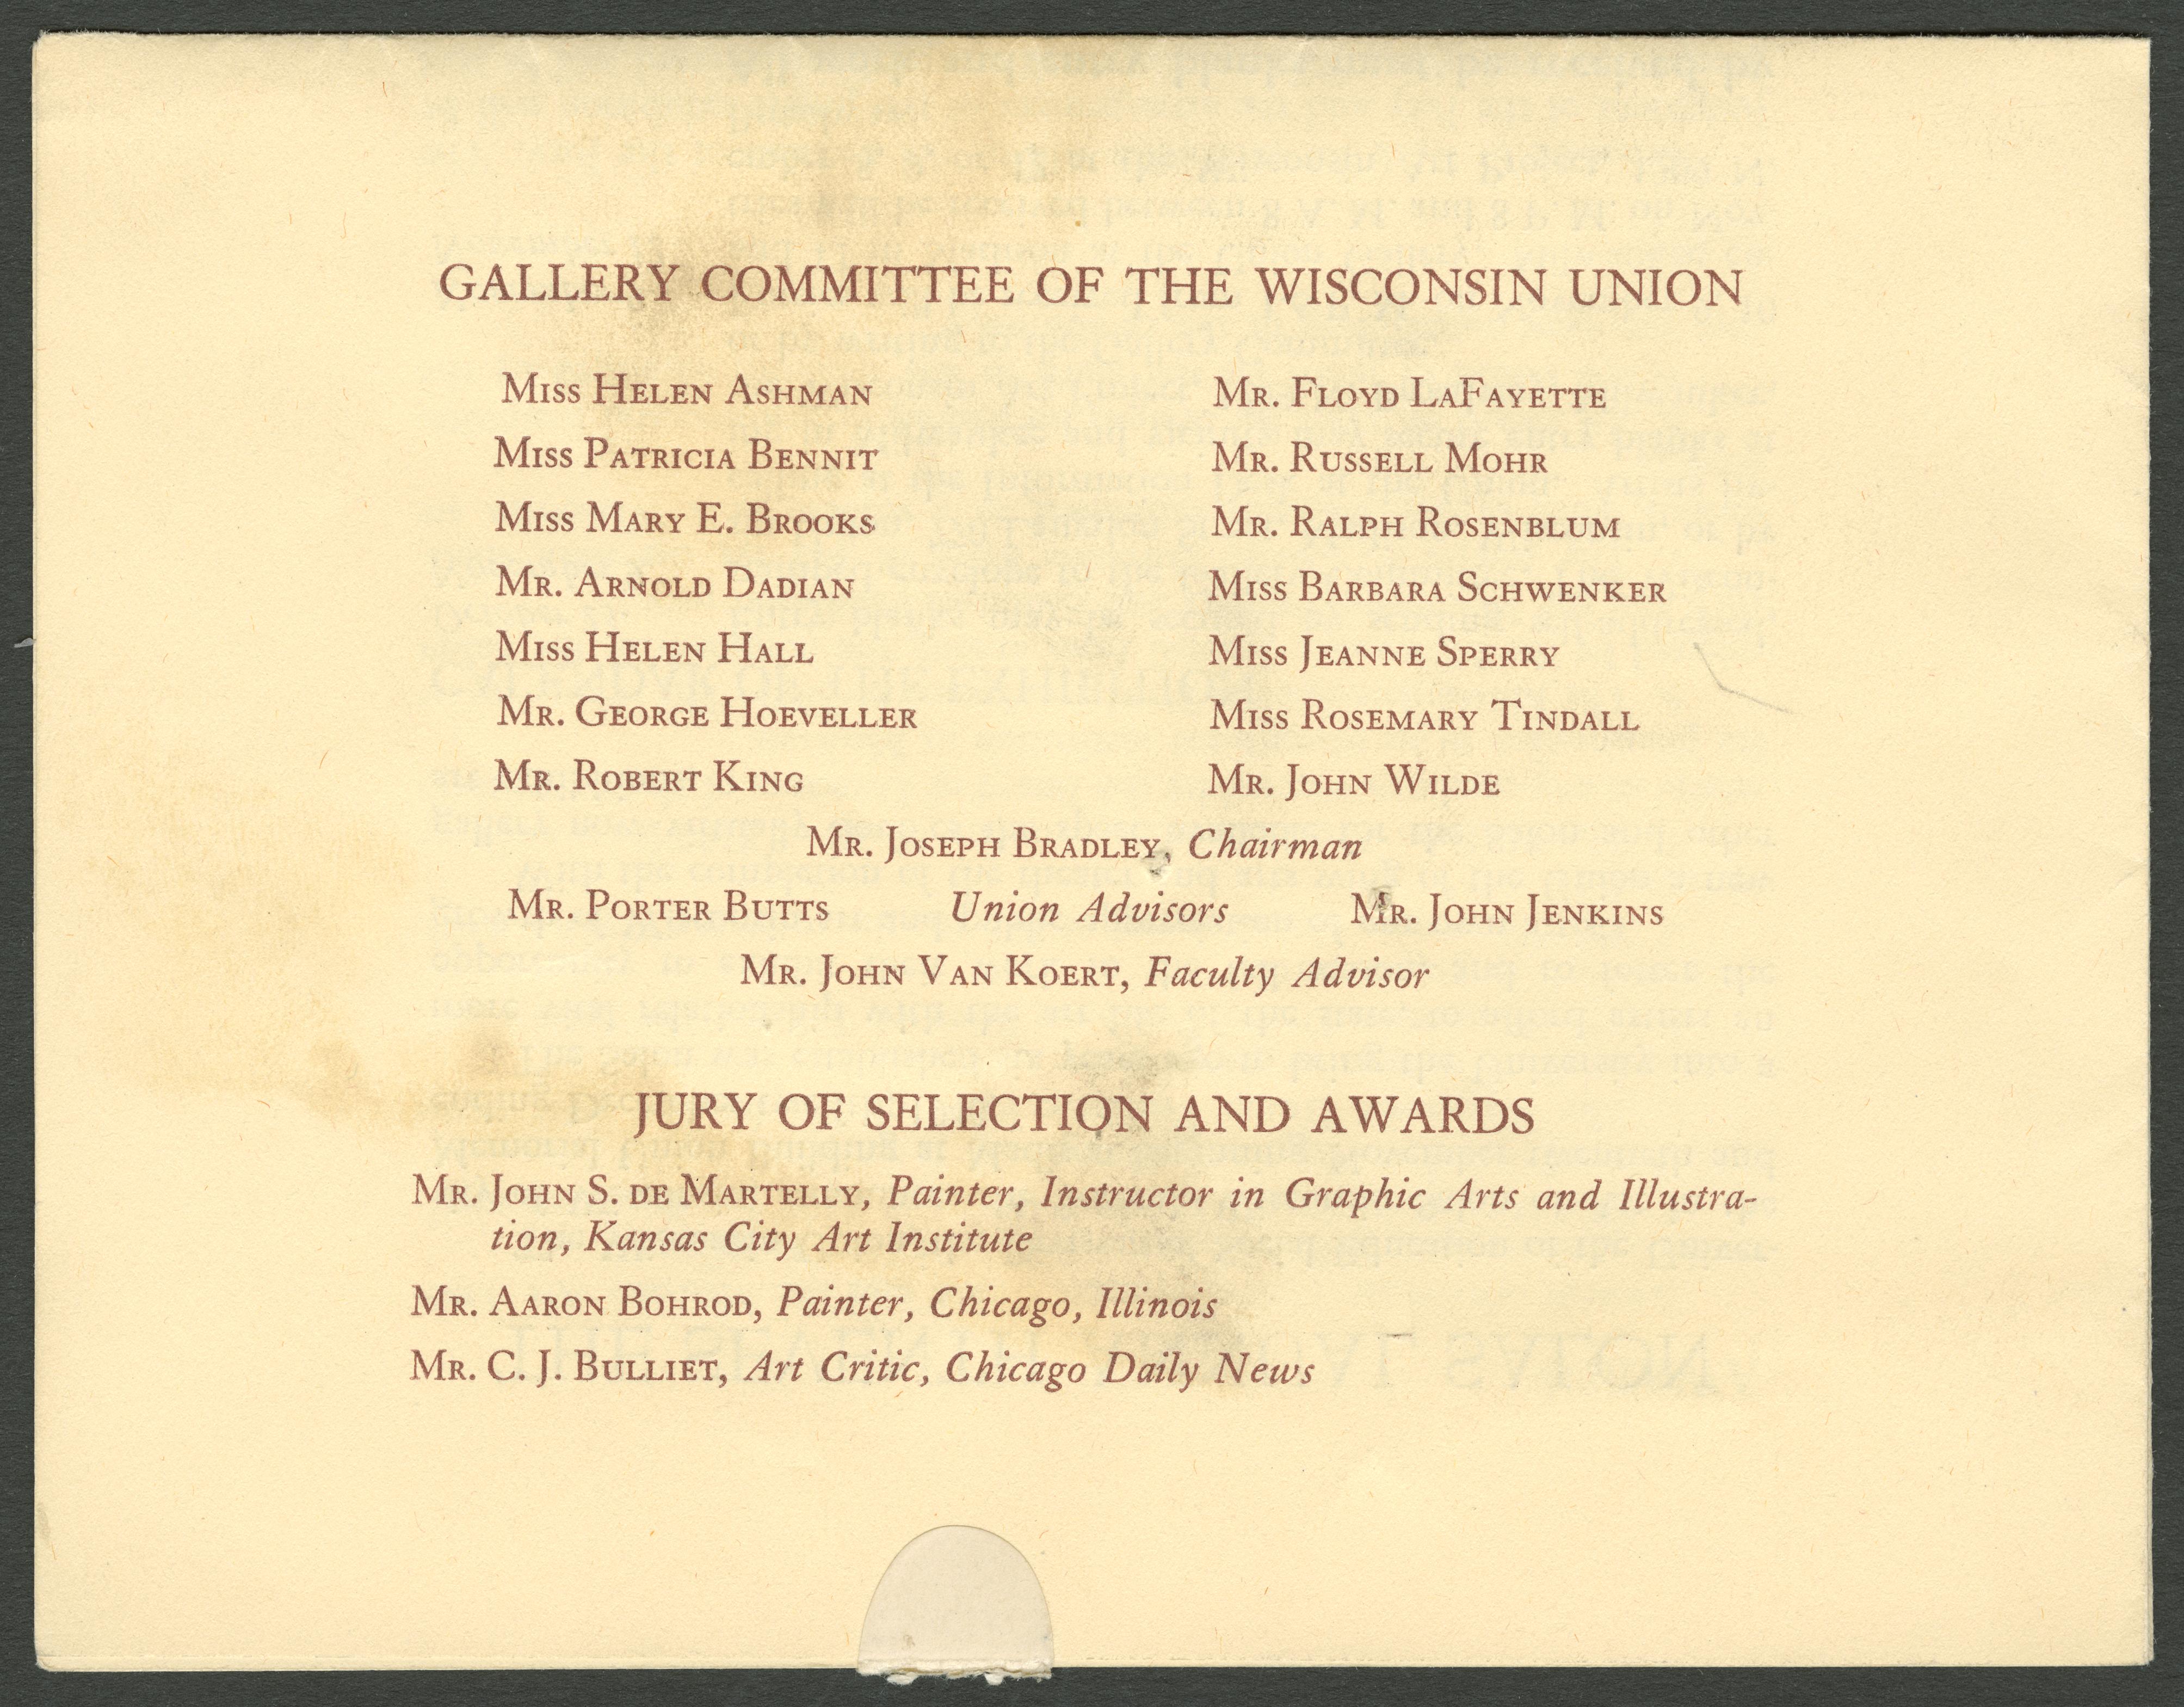 GALLERY COMMITTEE OF THE WISCONSIN UNION
Miss Helen Ashman
Miss Patricia Bennit
Miss Mary E. Brooks
Mr. Arnold Dadian
Miss Helen Hall
Mr. George Hoeveller
Mr. Robert King
Mr. Floyd LaFayette
Mr. Russell Mohr
Mr. Ralph Rosenblum
Miss Barbara Schwenker
Miss Jeanne Sperry
Miss Rosemary Tindall
Mr. John Wilde
Mr. Joseph Bradley, Chairman
Mr. Porter Butts Union Advisors Mr. John Jenkins
Mr. John Van Koert, Faculty Advisor
JURY OF SELECTION AND AWARDS
Mr. John S. de Martelly, Painter, Instructor in Graphic Arts and Illustra-
tion, Kansas City Art Institute
Mr. Aaron Bohrod, Painter, Chicago, Illinois
Mr. C. J. Bulliet, Art Critic, Chicago Daily News